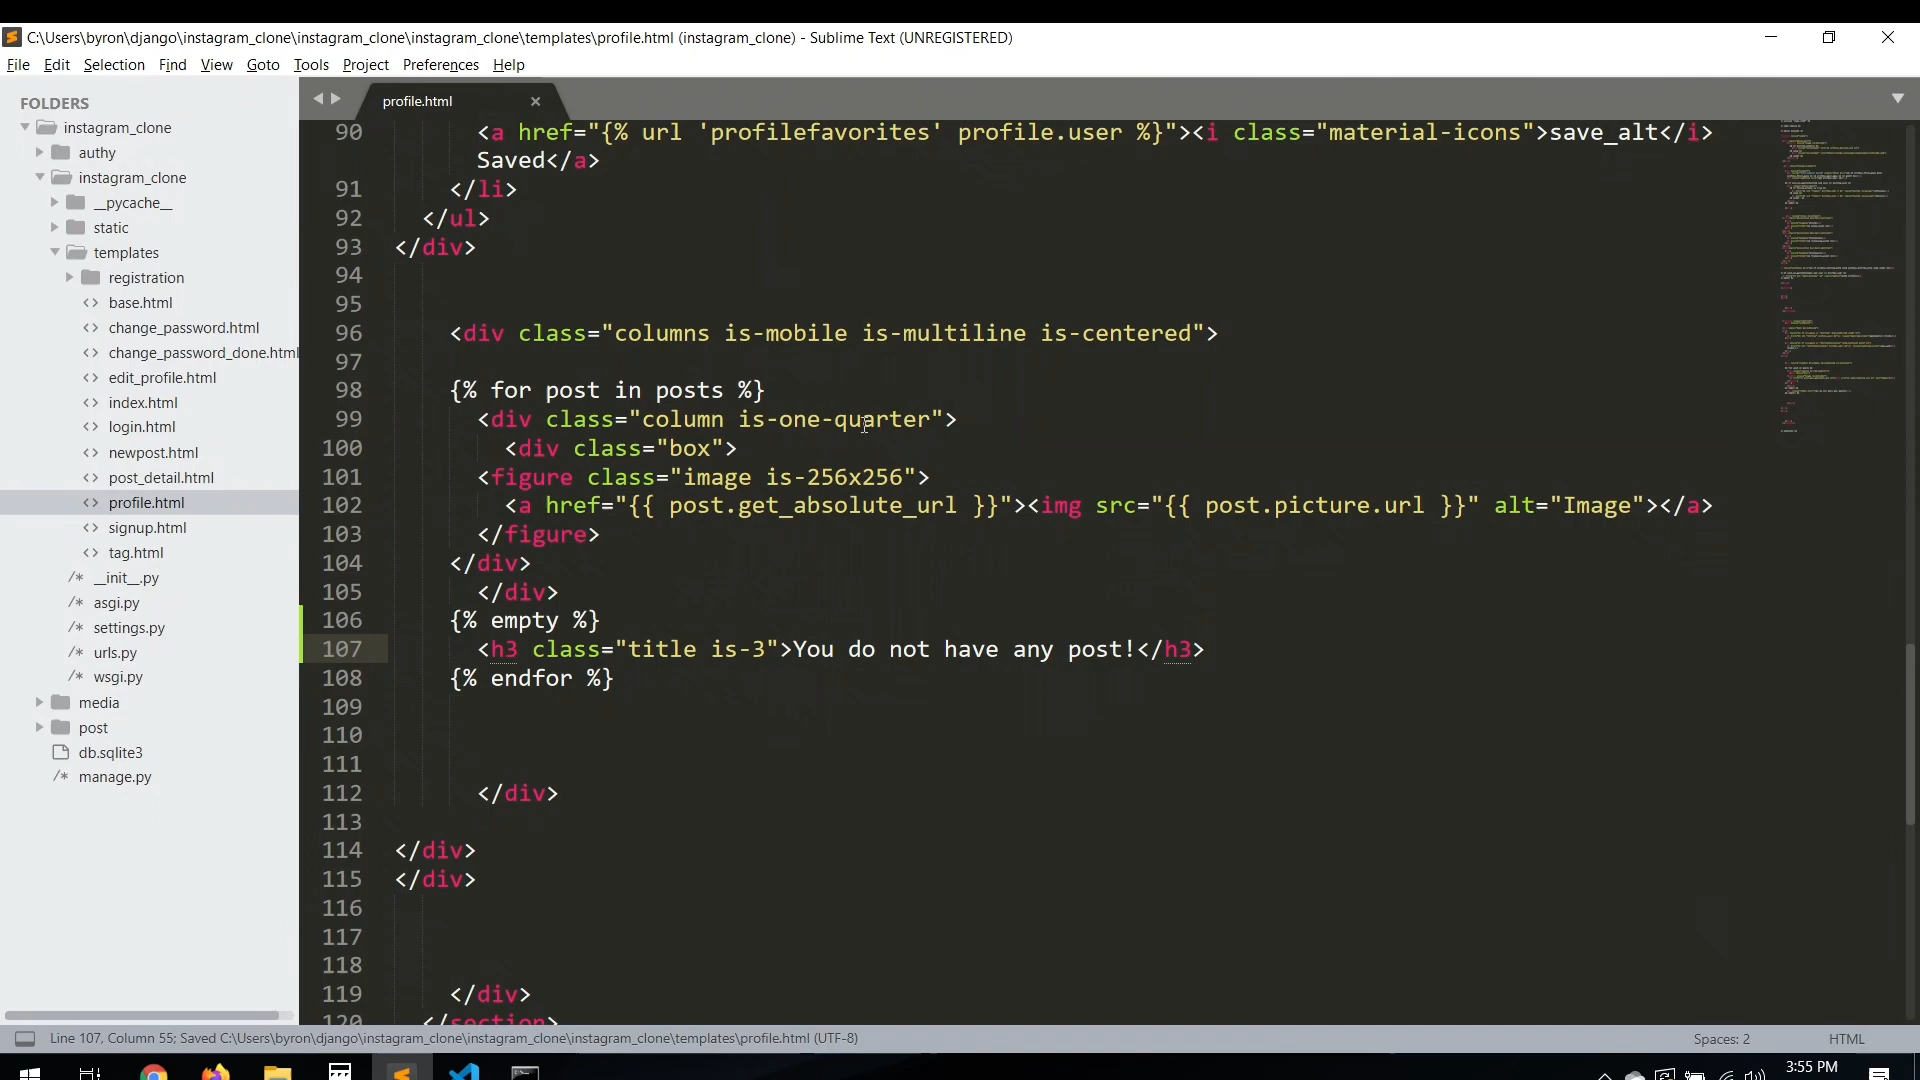 C:\Users\byron\django\instagram_clone\instagram_clone\instagram_clone\templates\profile.html (instagram_clone) - Sublime Text (UNREGISTERED)
File Edit Selection Find View Goto Tools Project Preferences Help
FOLDERS
instagram_clone
authy
instagram_clone
__pycache__
static
templates
registration
base.html
change_password.html
change_password_done.html
edit_profile.html
index.html
login.html
newpost.html
post_detail.html
profile.html
signup.html
tag.html
__init__.py
asgi.py
settings.py
urls.py
wsgi.py
media
post
db.sqlite3
manage.py
profile.html
90 <a href="{% url 'profilefavorites' profile.user %}"><i class="material-icons">save_alt</i>
Saved</a>
91 </li>
92 </ul>
93 </div>
94
95
96 <div class="columns is-mobile is-multiline is-centered">
97
98 {% for post in posts %}
99 <div class="column is-one-quarter">
100 <div class="box">
101 <figure class="image is-256x256">
102 <a href="{{ post.get_absolute_url }}"><img src="{{ post.picture.url }}" alt="Image"></a>
103 </figure>
104 </div>
105 </div>
106 {% empty %}
107 <h3 class="title is-3">You do not have any post!</h3>
108 {% endfor %}
109
110
111
112 </div>
113
114 </div>
115 </div>
116
117
118
119 </div>
120 </section>
Line 107, Column 55; Saved C:\Users\byron\django\instagram_clone\instagram_clone\instagram_clone\templates\profile.html (UTF-8)
Spaces: 2
HTML
3:55 PM